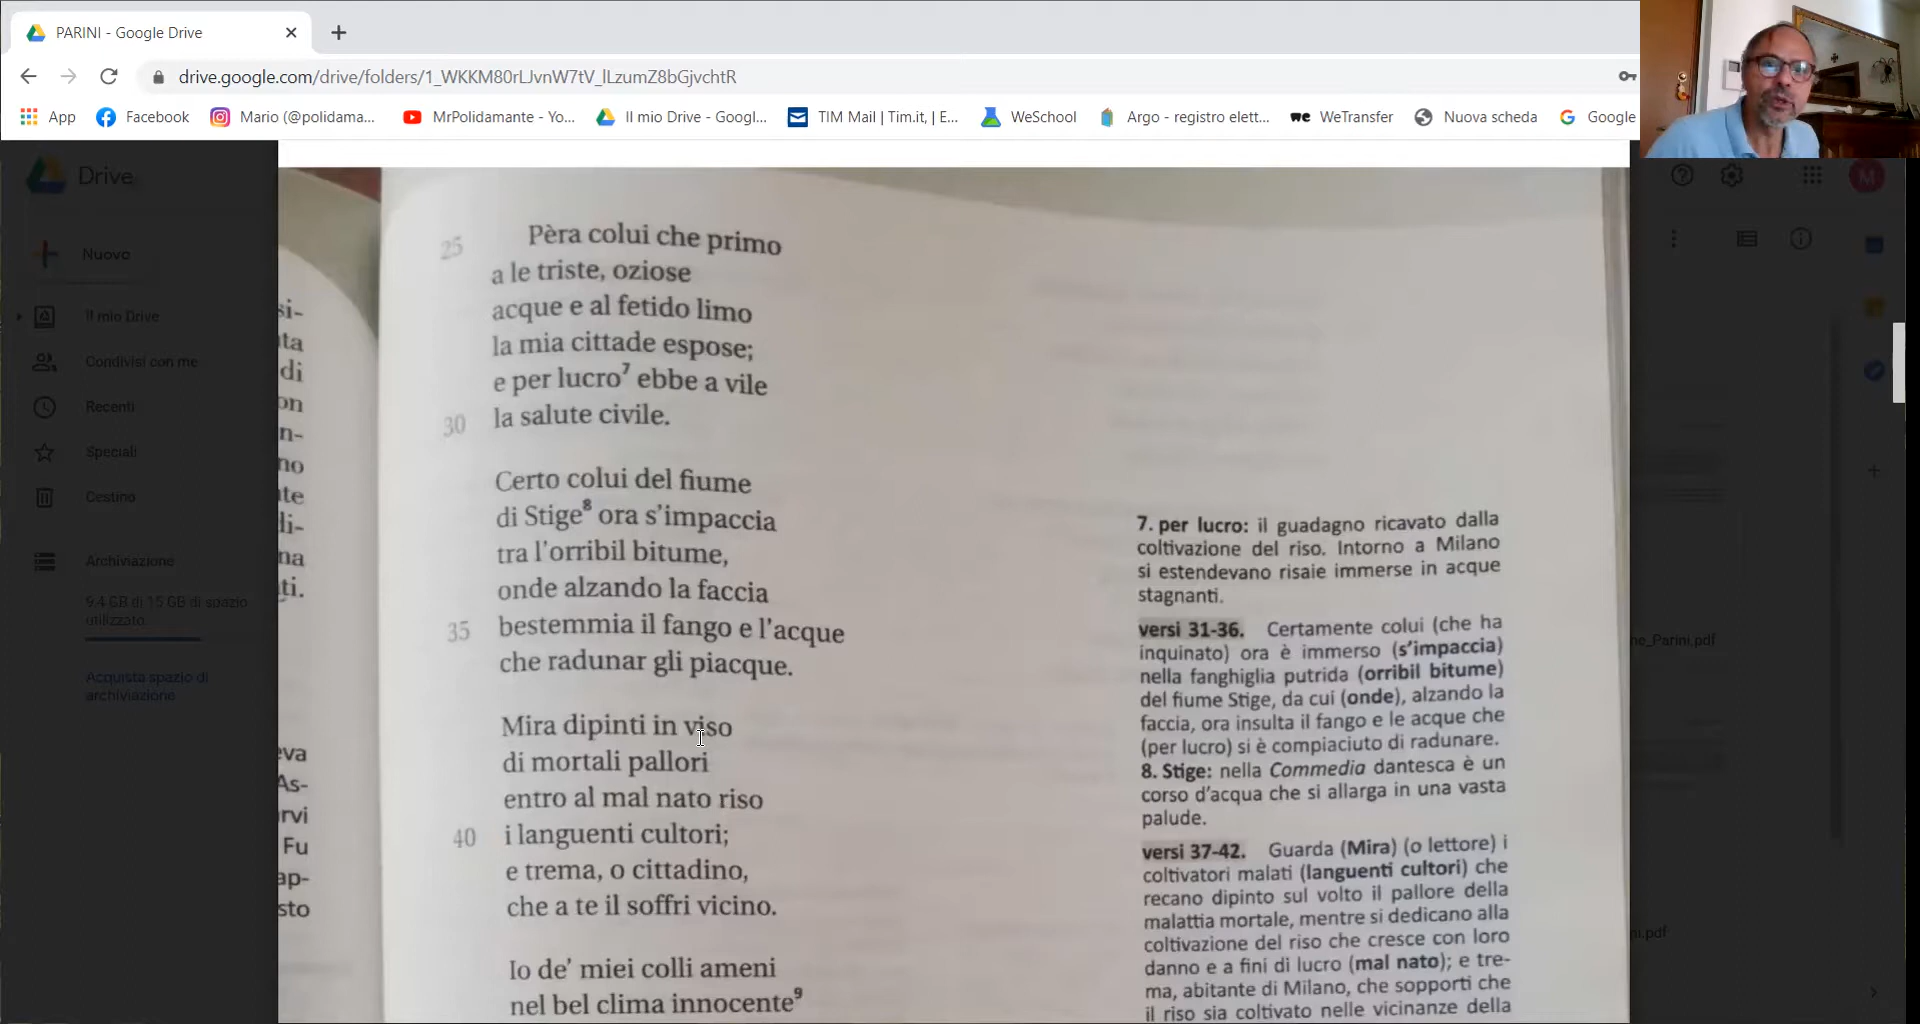 PARINI - Google Drive
drive.google.com/drive/folders/1_WKKM80rLJvnW7tV_lLzumZ8bGjvchtR
App Facebook Mario (@polidama... MrPolidamante - Yo... Il mio Drive - Googl... TIM Mail | Tim.it, | E... WeSchool Argo - registro elett... WeTransfer Nuova scheda Google
Drive
M
Nuovo
Il mio Drive
Condivisi con me
Recenti
Speciali
Cestino
Archiviazione
9.4 GB di 15 GB di spazio
utilizzato
Acquista spazio di
archiviazione
si-
ta
di
on
n-
no
te
di-
na
ti.
eva
As-
rvi
Fu
ap-
sto
25 Pèra colui che primo
a le triste, oziose
acque e al fetido limo
la mia cittade espose;
e per lucro7 ebbe a vile
30 la salute civile.
Certo colui del fiume
di Stige8 ora s'impaccia
tra l'orribil bitume,
onde alzando la faccia
35 bestemmia il fango e l'acque
che radunar gli piacque.
Mira dipinti in viso
di mortali pallori
entro al mal nato riso
40 i languenti cultori;
e trema, o cittadino,
che a te il soffri vicino.
Io de' miei colli ameni
nel bel clima innocente9
7. per lucro: il guadagno ricavato dalla
coltivazione del riso. Intorno a Milano
si estendevano risaie immerse in acque
stagnanti.
versi 31-36. Certamente colui (che ha
inquinato) ora è immerso (s'impaccia)
nella fanghiglia putrida (orribil bitume)
del fiume Stige, da cui (onde), alzando la
faccia, ora insulta il fango e le acque che
(per lucro) si è compiaciuto di radunare.
8. Stige: nella Commedia dantesca è un
corso d'acqua che si allarga in una vasta
palude.
versi 37-42. Guarda (Mira) (o lettore) i
coltivatori malati (languenti cultori) che
recano dipinto sul volto il pallore della
malattia mortale, mentre si dedicano alla
coltivazione del riso che cresce con loro
danno e a fini di lucro (mal nato); e tre-
ma, abitante di Milano, che sopporti che
il riso sia coltivato nelle vicinanze della
ne_Parini.pdf
ni.pdf